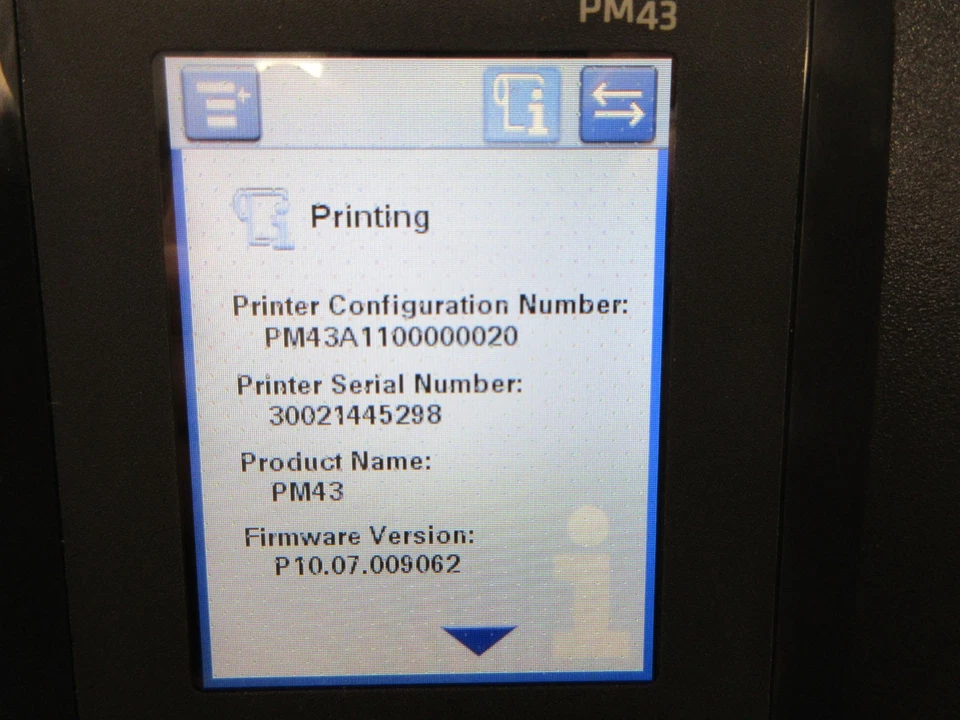 PM43
Printing
Printer Configuration Number:
PM43A1100000020
Printer Serial Number:
30021445298
Product Name:
PM43
Firmware Version:
P10.07.009062